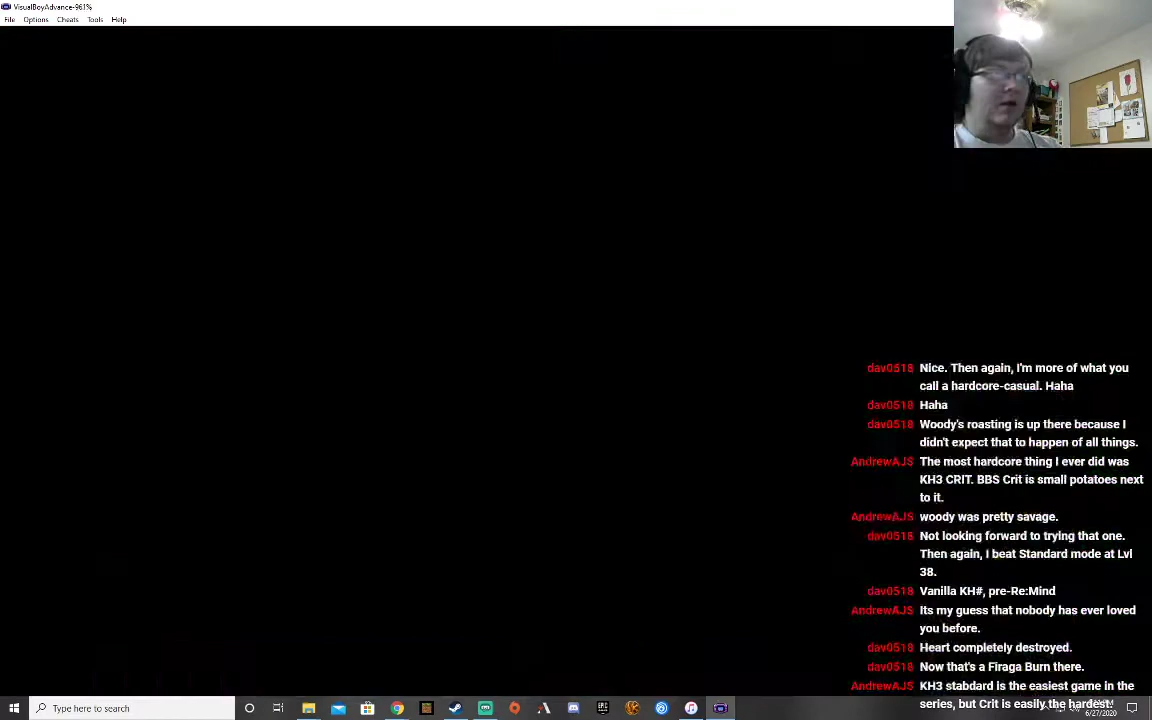 VisualBoyAdvance-961%
File Options Cheats Tools Help
dav0518 Nice. Then again, I'm more of what you
call a hardcore-casual. Haha
dav0518 Haha
dav0518 Woody's roasting is up there because I
didn't expect that to happen of all things.
AndrewAJS The most hardcore thing I ever did was
KH3 CRIT. BBS Crit is small potatoes next
to it.
AndrewAJS woody was pretty savage.
dav0518 Not looking forward to trying that one.
Then again, I beat Standard mode at Lvl
38.
dav0518 Vanilla KH#, pre-Re:Mind
AndrewAJS Its my guess that nobody has ever loved
you before.
dav0518 Heart completely destroyed.
dav0518 Now that's a Firaga Burn there.
AndrewAJS KH3 stabdard is the easiest game in the
series, but Crit is easily the hardest!
Type here to search
6/27/2020